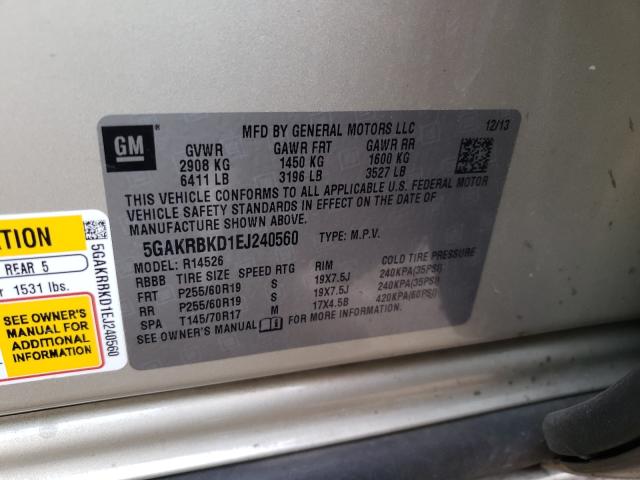 GM
MFD BY GENERAL MOTORS LLC 12/13
GVWR GAWR FRT GAWR RR
2908 KG 1450 KG 1600 KG
6411 LB 3196 LB 3527 LB
THIS VEHICLE CONFORMS TO ALL APPLICABLE U.S. FEDERAL MOTOR
VEHICLE SAFETY STANDARDS IN EFFECT ON THE DATE OF
MANUFACTURE SHOWN ABOVE.
5GAKRBKD1EJ240560 TYPE: M.P.V.
MODEL: R14526
RBBB TIRE SIZE SPEED RTG RIM COLD TIRE PRESSURE
FRT P255/60R19 S 19X7.5J 240KPA(35PSI)
RR P255/60R19 S 19X7.5J 240KPA(35PSI)
SPA T145/70R17 M 17X4.5B 420KPA(60PSI)
SEE OWNER'S MANUAL FOR MORE INFORMATION.
TION
REAR 5
1531 lbs.
SEE OWNER'S
MANUAL FOR
ADDITIONAL
INFORMATION
5GAKRBKD1EJ240560